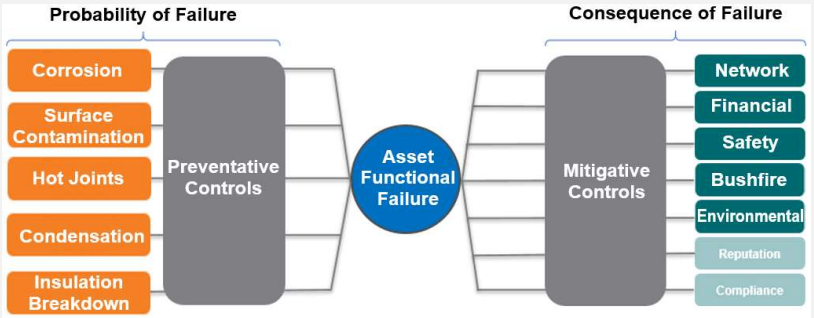 Probability of Failure
Consequence of Failure
Corrosion
Surface
Contamination
Hot Joints
Condensation
Insulation
Breakdown
Preventative
Controls
Asset
Functional
Failure
Mitigative
Controls
Network
Financial
Safety
Bushfire
Environmental
Reputation
Compliance